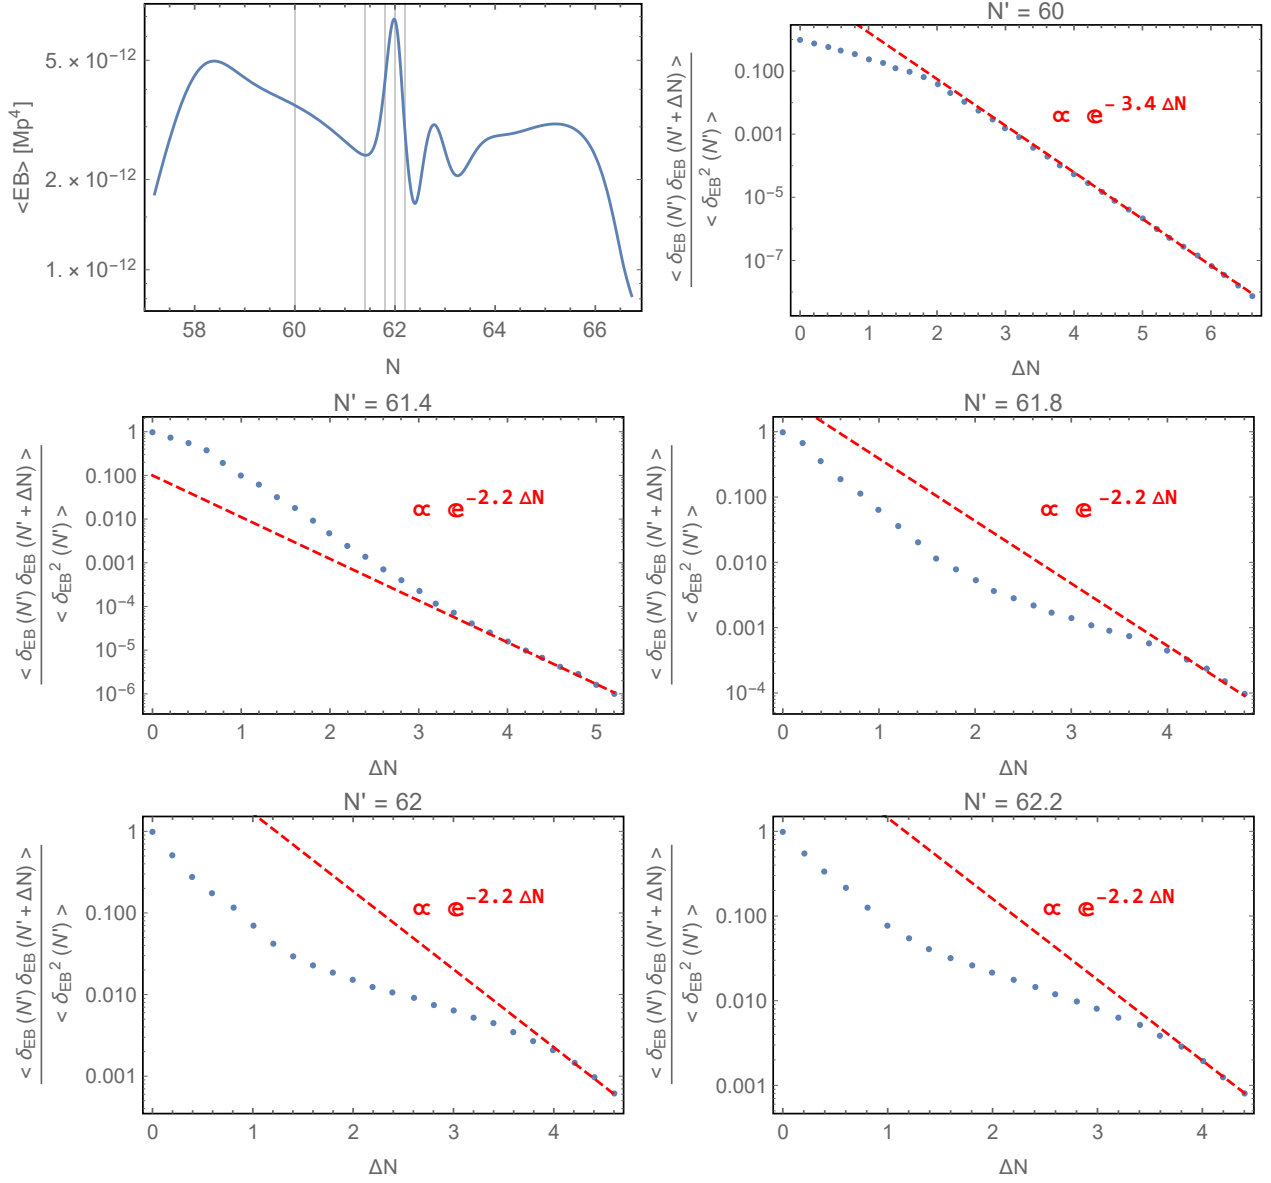 <EB> [Mp⁴]
5. × 10⁻¹²
2. × 10⁻¹²
1. × 10⁻¹²
58 60 62 64 66
N
N' = 60
< δEB (N') δEB (N' + ΔN) >
< δEB² (N') >
0.100
0.001
10⁻⁵
10⁻⁷
∝ e^-3.4 ΔN
0 1 2 3 4 5 6
ΔN
N' = 61.4
< δEB (N') δEB (N' + ΔN) >
< δEB² (N') >
1
0.100
0.010
0.001
10⁻⁴
10⁻⁵
10⁻⁶
∝ e^-2.2 ΔN
0 1 2 3 4 5
ΔN
N' = 61.8
< δEB (N') δEB (N' + ΔN) >
< δEB² (N') >
1
0.100
0.010
0.001
10⁻⁴
∝ e^-2.2 ΔN
0 1 2 3 4
ΔN
N' = 62
< δEB (N') δEB (N' + ΔN) >
< δEB² (N') >
1
0.100
0.010
0.001
∝ e^-2.2 ΔN
0 1 2 3 4
ΔN
N' = 62.2
< δEB (N') δEB (N' + ΔN) >
< δEB² (N') >
1
0.100
0.010
0.001
∝ e^-2.2 ΔN
0 1 2 3 4
ΔN